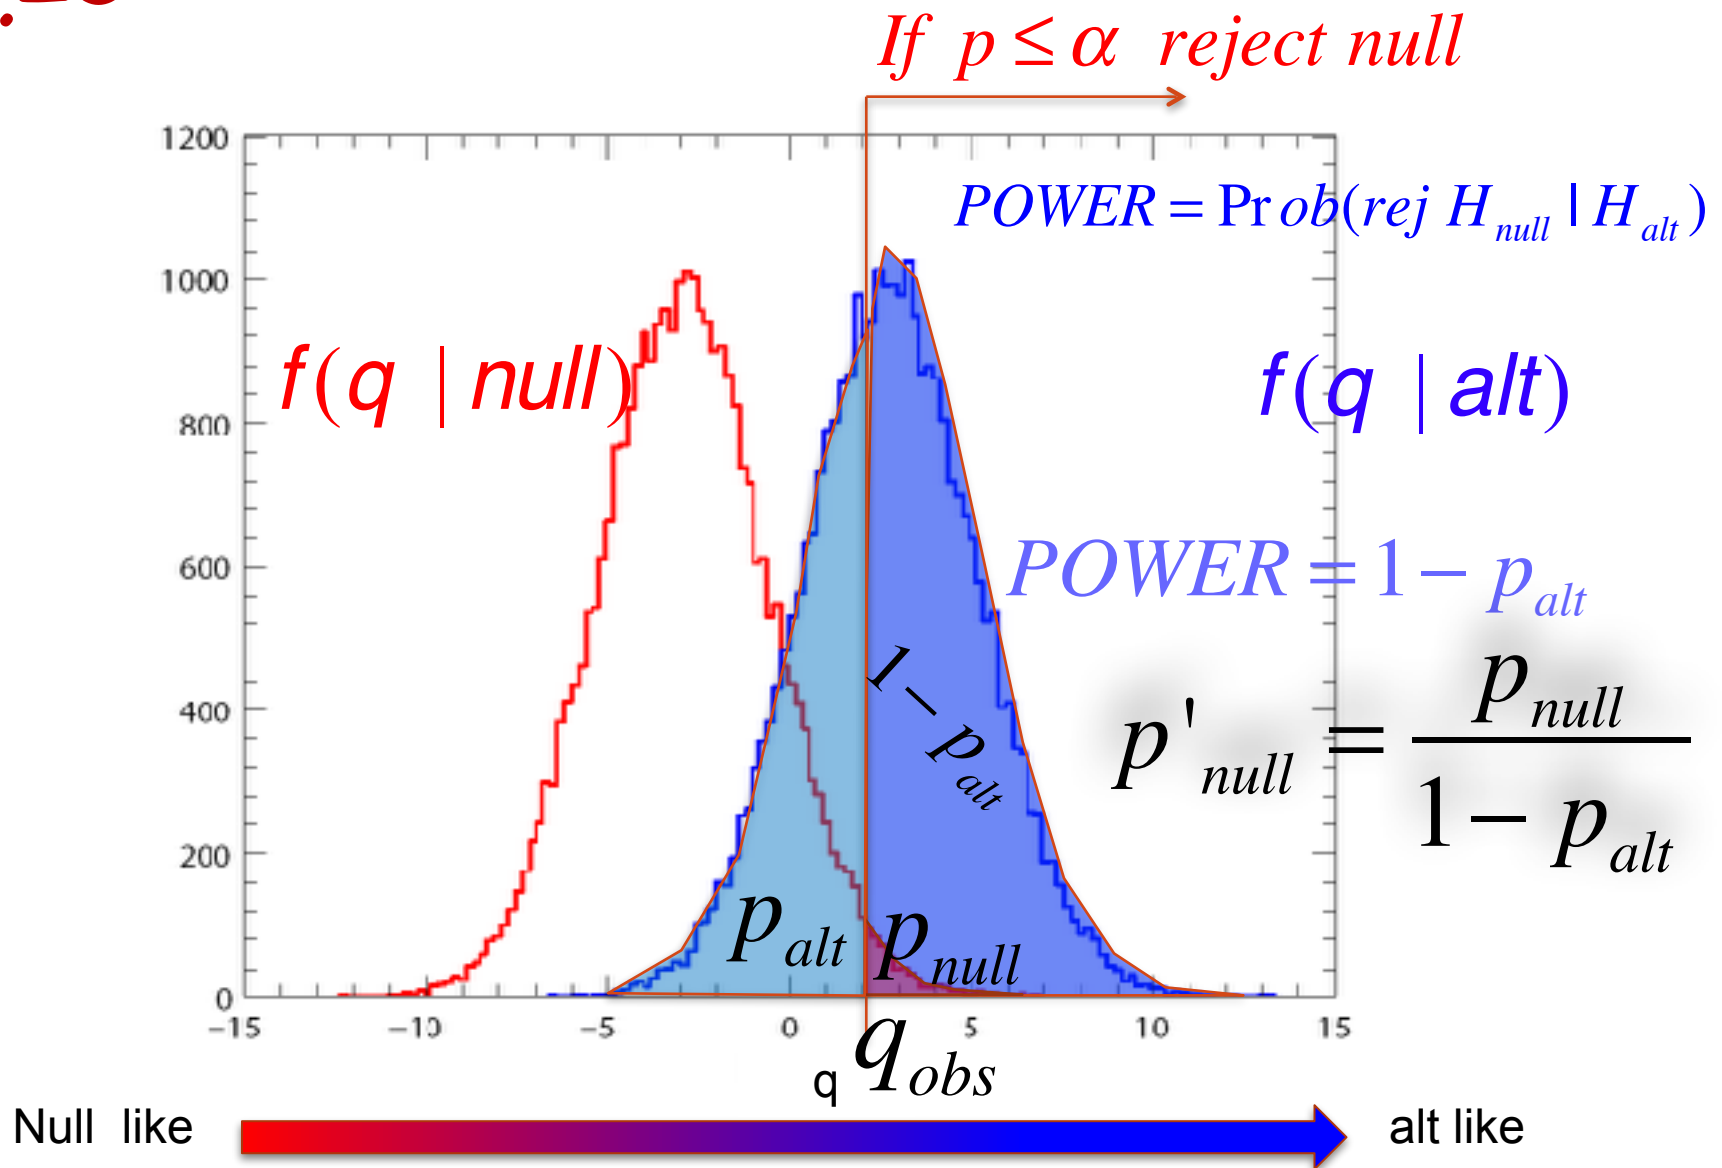 If p ≤ α reject null
1200
POWER = Prob(rej H_null | H_alt)
1000
f(q | null)
f(q | alt)
800
600
POWER = 1 − p_alt
1 − p_alt
p'_null = p_null / (1 − p_alt)
400
200
p_alt
p_null
0
−15 −10 −5 0 5 10 15
q
q_obs
Null like
alt like